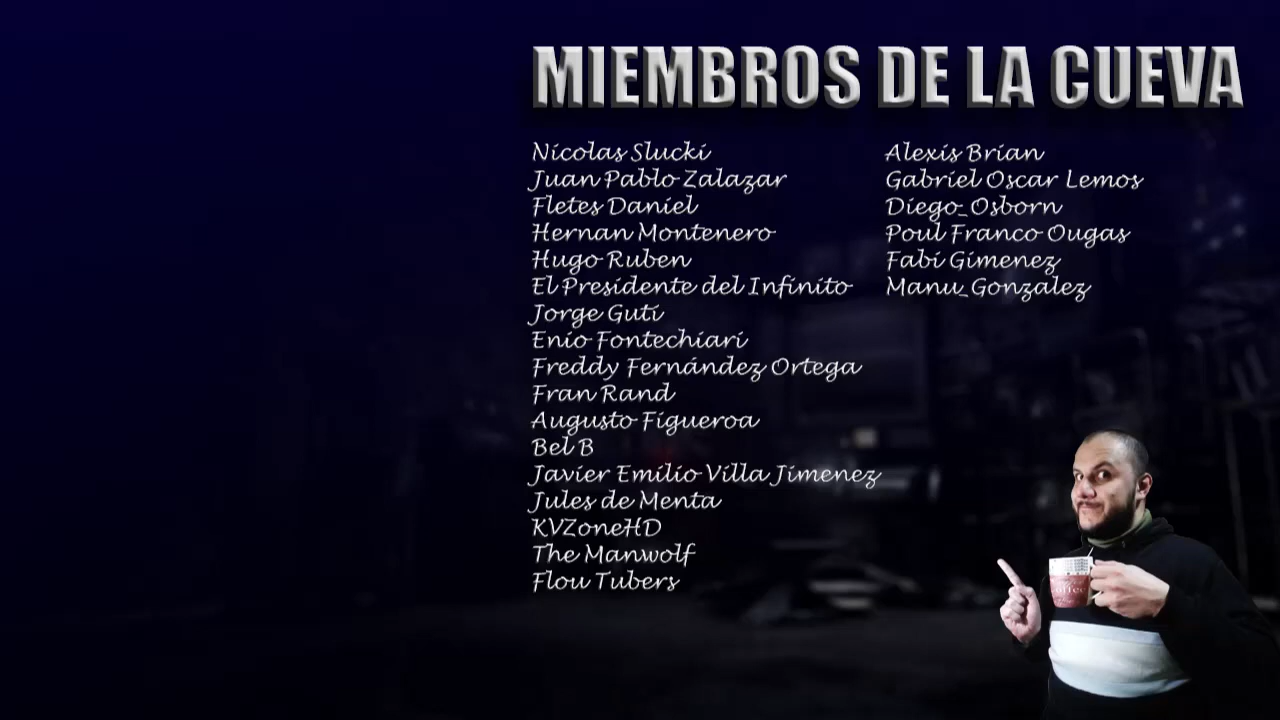 MIEMBROS DE LA CUEVA
Nicolas Slucki
Juan Pablo Zalazar
Fletes Daniel
Hernan Montenero
Hugo Ruben
El Presidente del Infinito
Jorge Guti
Enio Fontechiari
Freddy Fernández Ortega
Fran Rand
Augusto Figueroa
Bel B
Javier Emilio Villa Jimenez
Jules de Menta
KVZoneHD
The Manwolf
Flou Tubers
Alexis Brian
Gabriel Oscar Lemos
Diego_Osborn
Poul Franco Ougas
Fabi Gimenez
Manu_Gonzalez
coffee